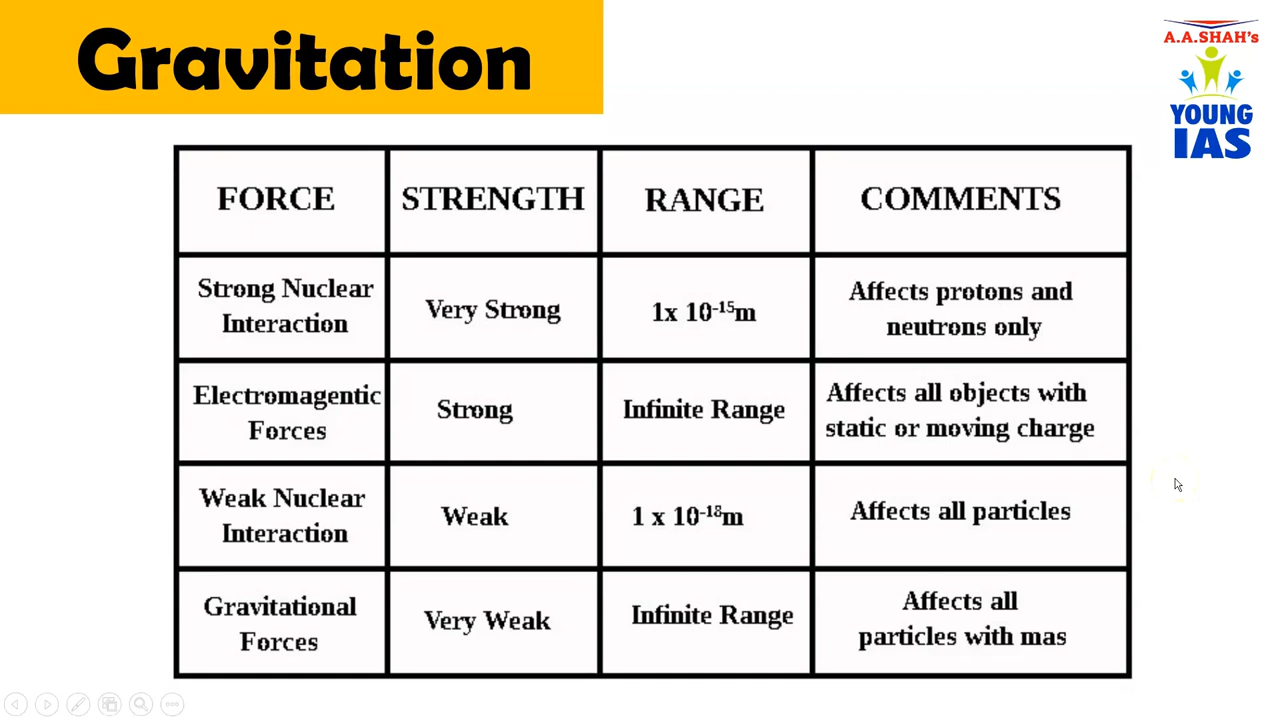 Gravitation
A.A.SHAH's
YOUNG
IAS
FORCE STRENGTH RANGE COMMENTS
Strong Nuclear
Interaction
Very Strong
1x 10⁻¹⁵m
Affects protons and
neutrons only
Electromagentic
Forces
Strong
Infinite Range
Affects all objects with
static or moving charge
Weak Nuclear
Interaction
Weak
1 x 10⁻¹⁸m
Affects all particles
Gravitational
Forces
Very Weak
Infinite Range
Affects all
particles with mas